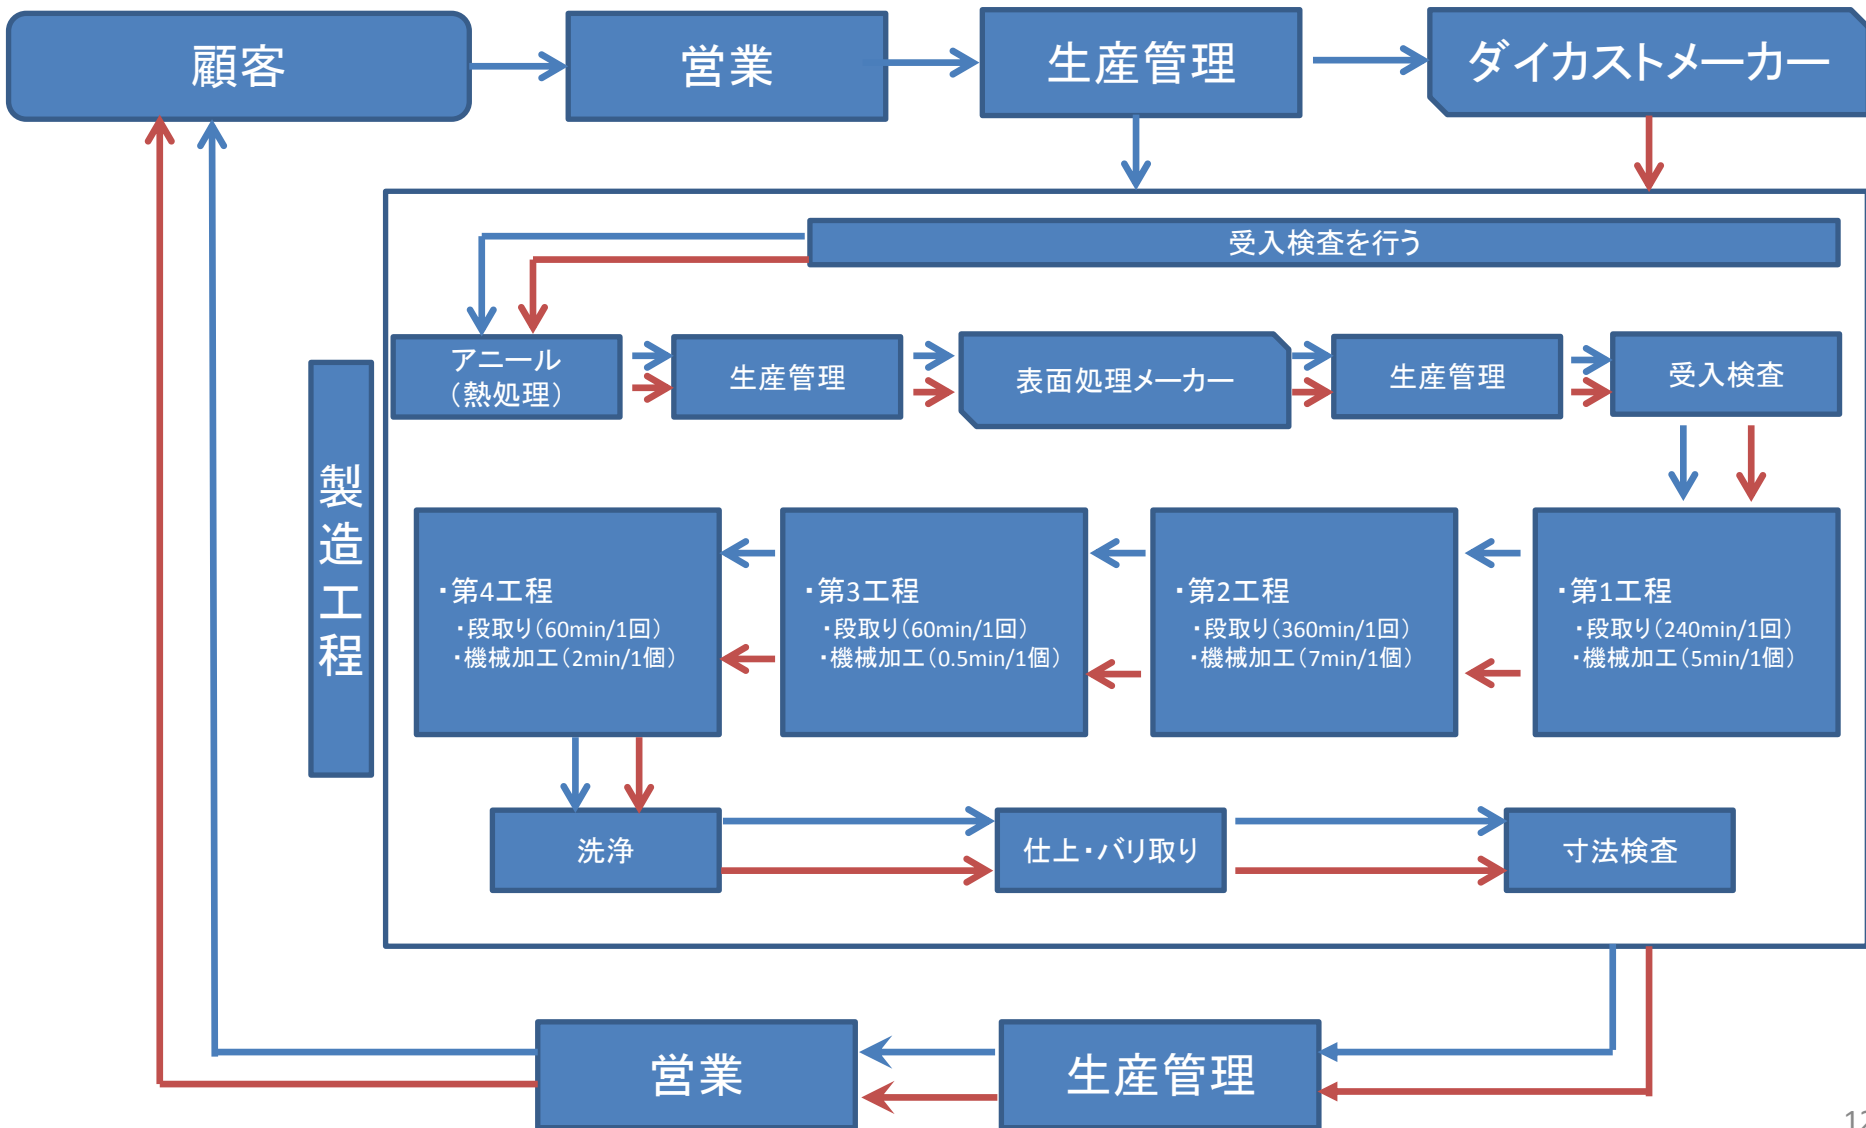 顧客
営業
生産管理
ダイカストメーカー
受入検査を行う
アニール
（熱処理）
生産管理
表面処理メーカー
生産管理
受入検査
製造工程
・第4工程
・段取り（60min/1回）
・機械加工（2min/1個）
・第3工程
・段取り（60min/1回）
・機械加工（0.5min/1個）
・第2工程
・段取り（360min/1回）
・機械加工（7min/1個）
・第1工程
・段取り（240min/1回）
・機械加工（5min/1個）
洗浄
仕上・バリ取り
寸法検査
営業
生産管理